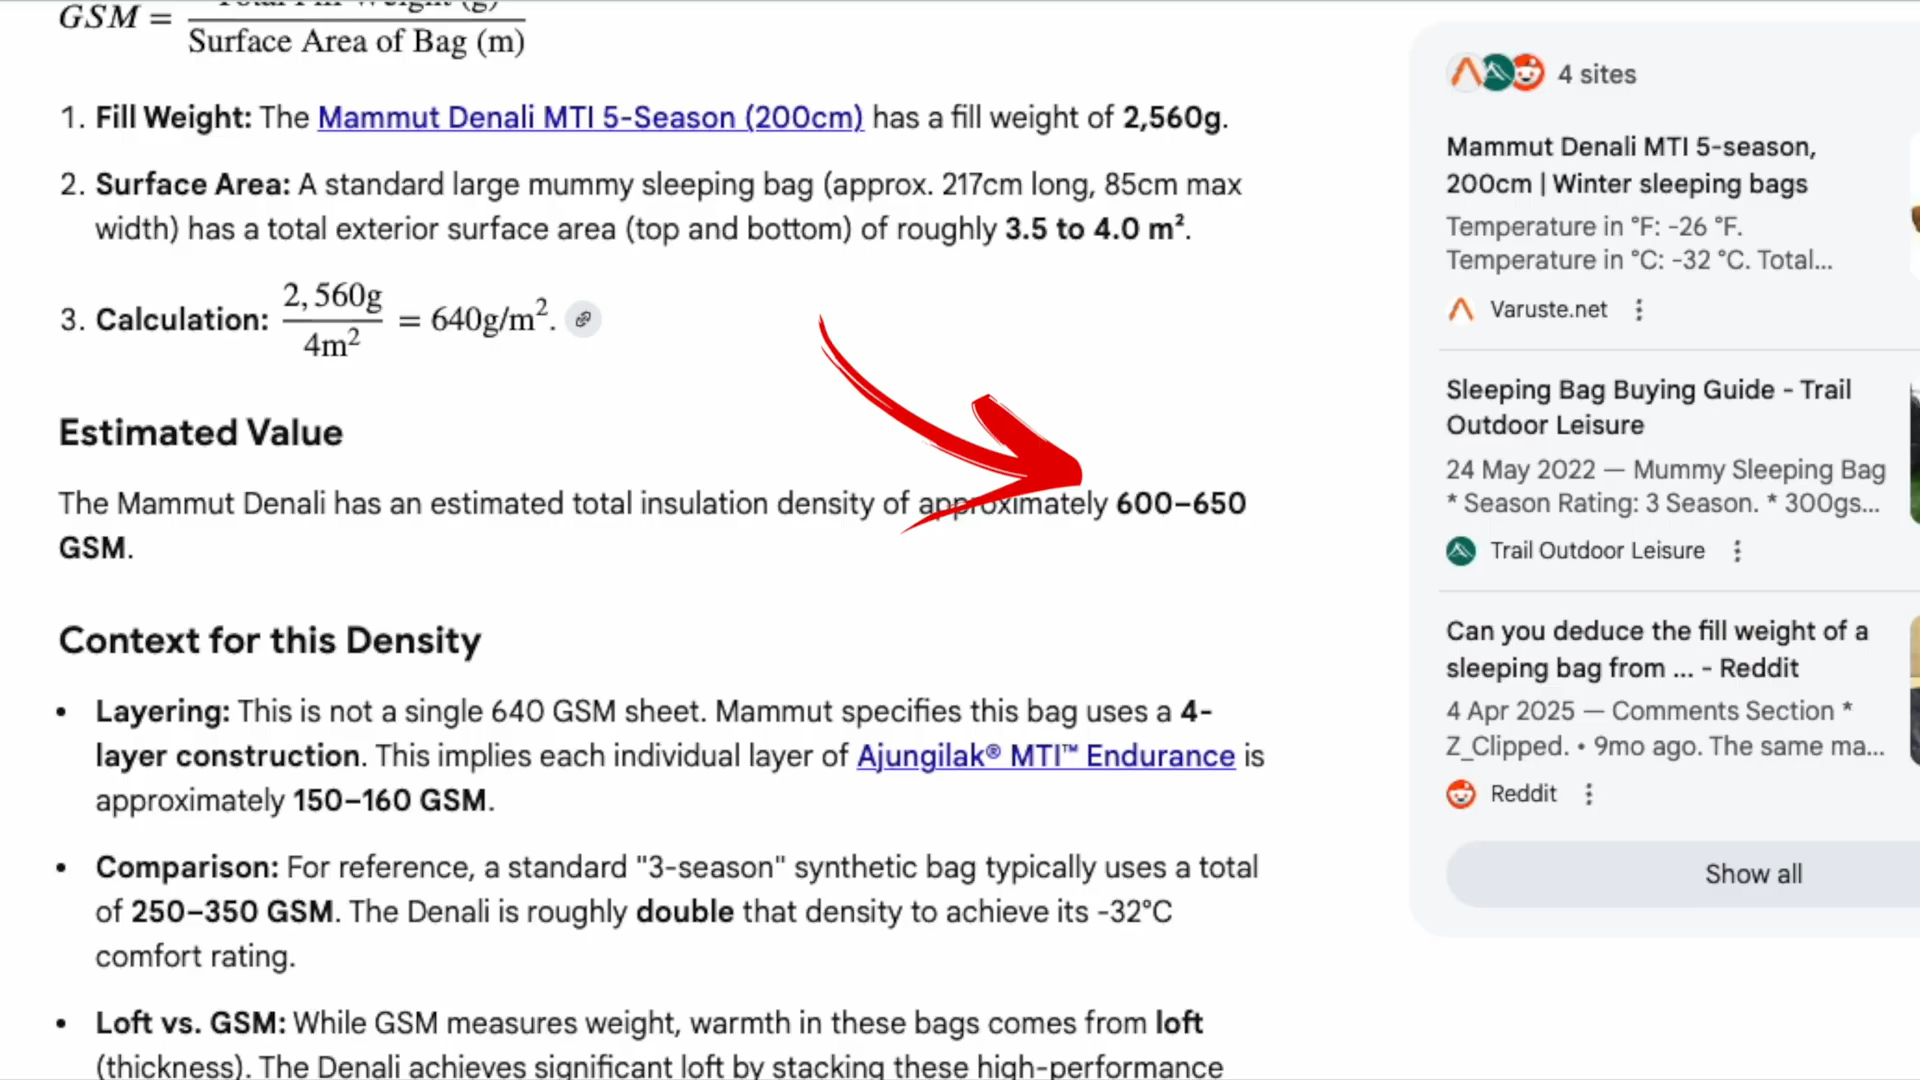 GSM = Total Fill Weight (g)
Surface Area of Bag (m)
1. Fill Weight: The Mammut Denali MTI 5-Season (200cm) has a fill weight of 2,560g.
2. Surface Area: A standard large mummy sleeping bag (approx. 217cm long, 85cm max
width) has a total exterior surface area (top and bottom) of roughly 3.5 to 4.0 m².
3. Calculation: 2,560g
4m² = 640g/m².
Estimated Value
The Mammut Denali has an estimated total insulation density of approximately 600–650
GSM.
Context for this Density
• Layering: This is not a single 640 GSM sheet. Mammut specifies this bag uses a 4-
layer construction. This implies each individual layer of Ajungilak® MTI™ Endurance is
approximately 150–160 GSM.
• Comparison: For reference, a standard "3-season" synthetic bag typically uses a total
of 250–350 GSM. The Denali is roughly double that density to achieve its -32°C
comfort rating.
• Loft vs. GSM: While GSM measures weight, warmth in these bags comes from loft
(thickness). The Denali achieves significant loft by stacking these high-performance
4 sites
Mammut Denali MTI 5-season,
200cm | Winter sleeping bags
Temperature in °F: -26 °F.
Temperature in °C: -32 °C. Total...
Varuste.net
Sleeping Bag Buying Guide - Trail
Outdoor Leisure
24 May 2022 — Mummy Sleeping Bag
* Season Rating: 3 Season. * 300gs...
Trail Outdoor Leisure
Can you deduce the fill weight of a
sleeping bag from ... - Reddit
4 Apr 2025 — Comments Section *
Z_Clipped. • 9mo ago. The same ma...
Reddit
Show all